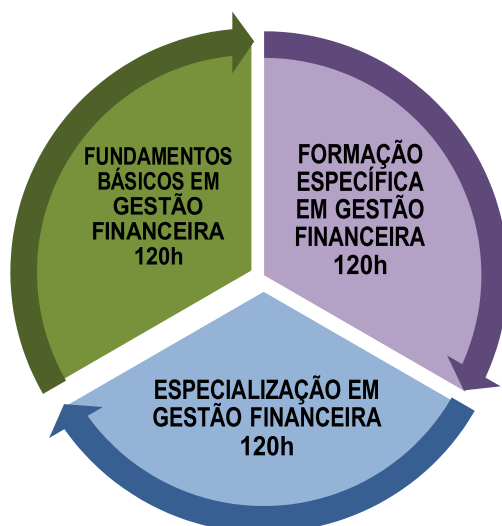 FUNDAMENTOS
BÁSICOS EM
GESTÃO
FINANCEIRA
120h
FORMAÇÃO
ESPECÍFICA
EM GESTÃO
FINANCEIRA
120h
ESPECIALIZAÇÃO EM
GESTÃO FINANCEIRA
120h